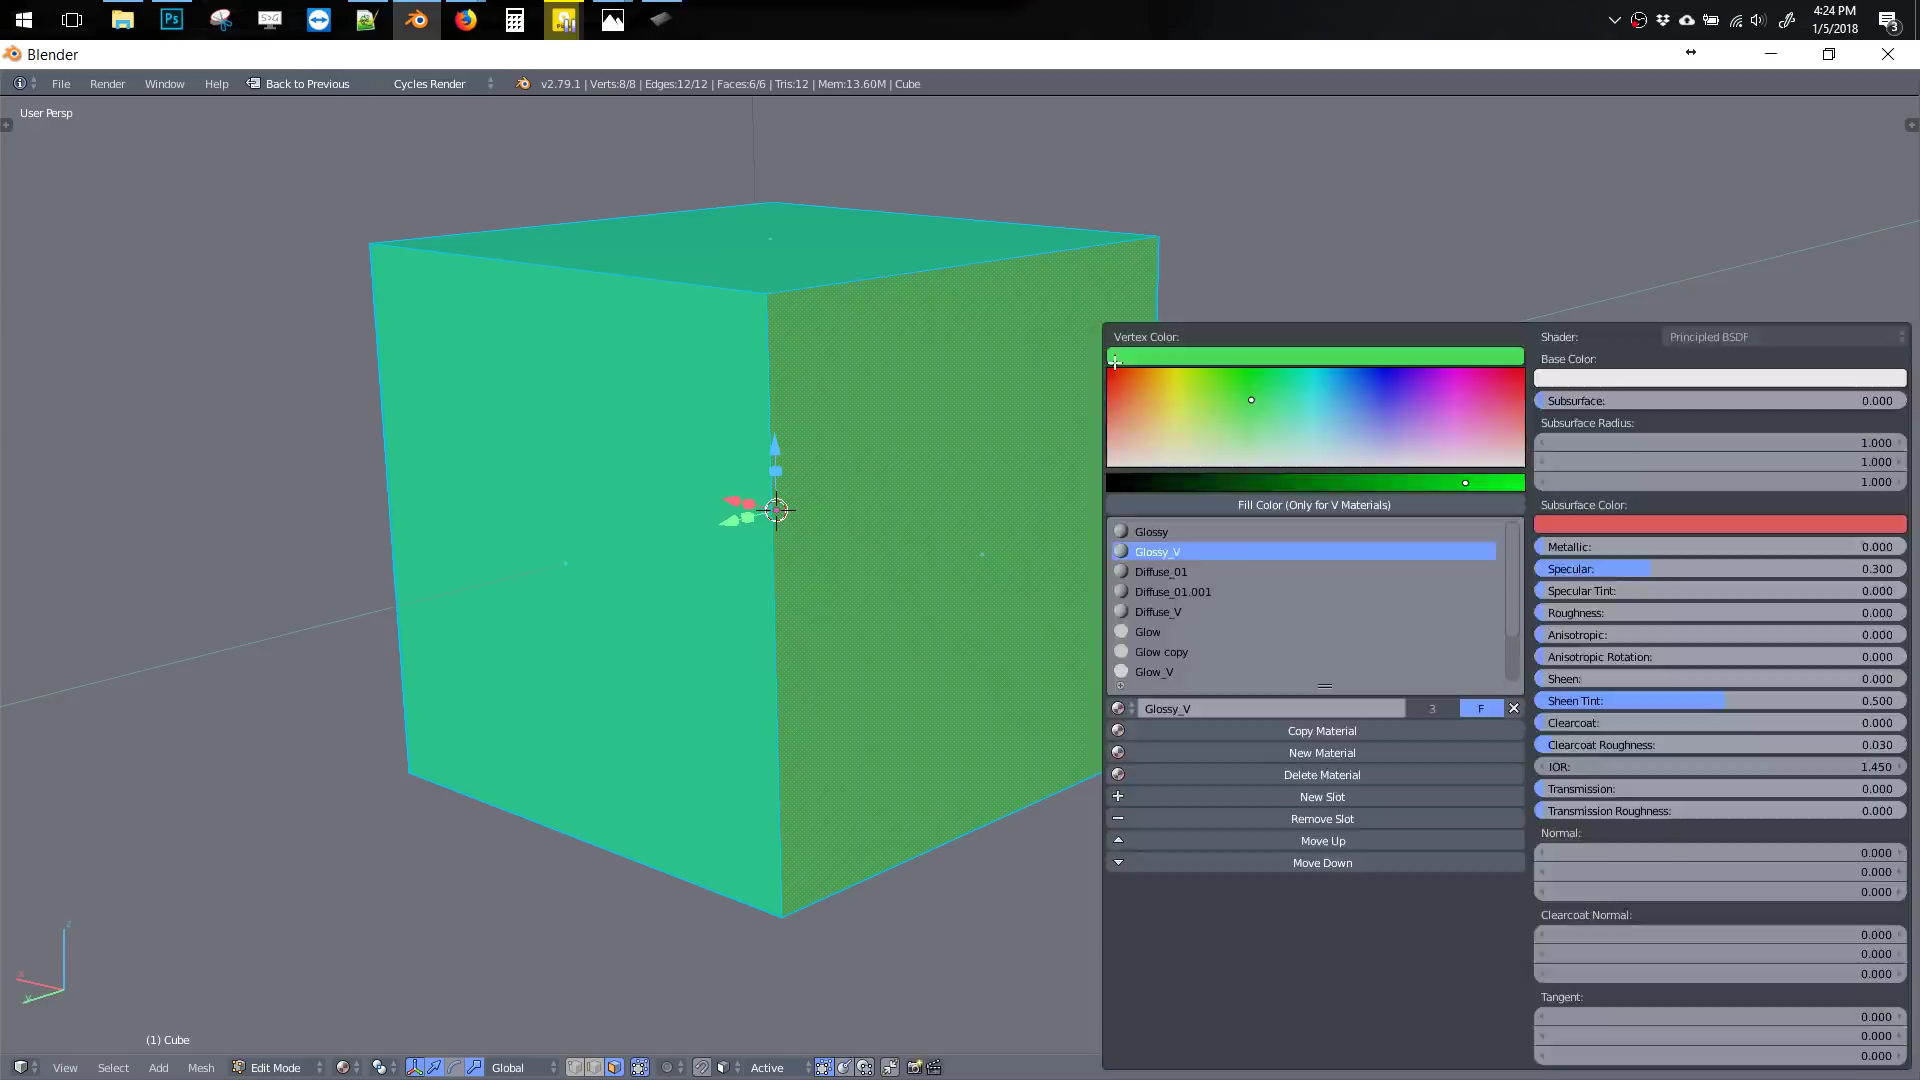 Ps
S>G
4:24 PM
1/5/2018
3
Blender
File Render Window Help Back to Previous Cycles Render v2.79.1 | Verts:8/8 | Edges:12/12 | Faces:6/6 | Tris:12 | Mem:13.60M | Cube
User Persp
Vertex Color:
Fill Color (Only for V Materials)
Glossy
Glossy_V
Diffuse_01
Diffuse_01.001
Diffuse_V
Glow
Glow copy
Glow_V
Glossy_V 3 F
Copy Material
New Material
Delete Material
New Slot
Remove Slot
Move Up
Move Down
Shader: Principled BSDF
Base Color:
Subsurface: 0.000
Subsurface Radius:
1.000
1.000
1.000
Subsurface Color:
Metallic: 0.000
Specular: 0.300
Specular Tint: 0.000
Roughness: 0.000
Anisotropic: 0.000
Anisotropic Rotation: 0.000
Sheen: 0.000
Sheen Tint: 0.500
Clearcoat: 0.000
Clearcoat Roughness: 0.030
IOR: 1.450
Transmission: 0.000
Transmission Roughness: 0.000
Normal:
0.000
0.000
0.000
Clearcoat Normal:
0.000
0.000
0.000
Tangent:
0.000
0.000
0.000
z
x
y
(1) Cube
View Select Add Mesh Edit Mode Global Active